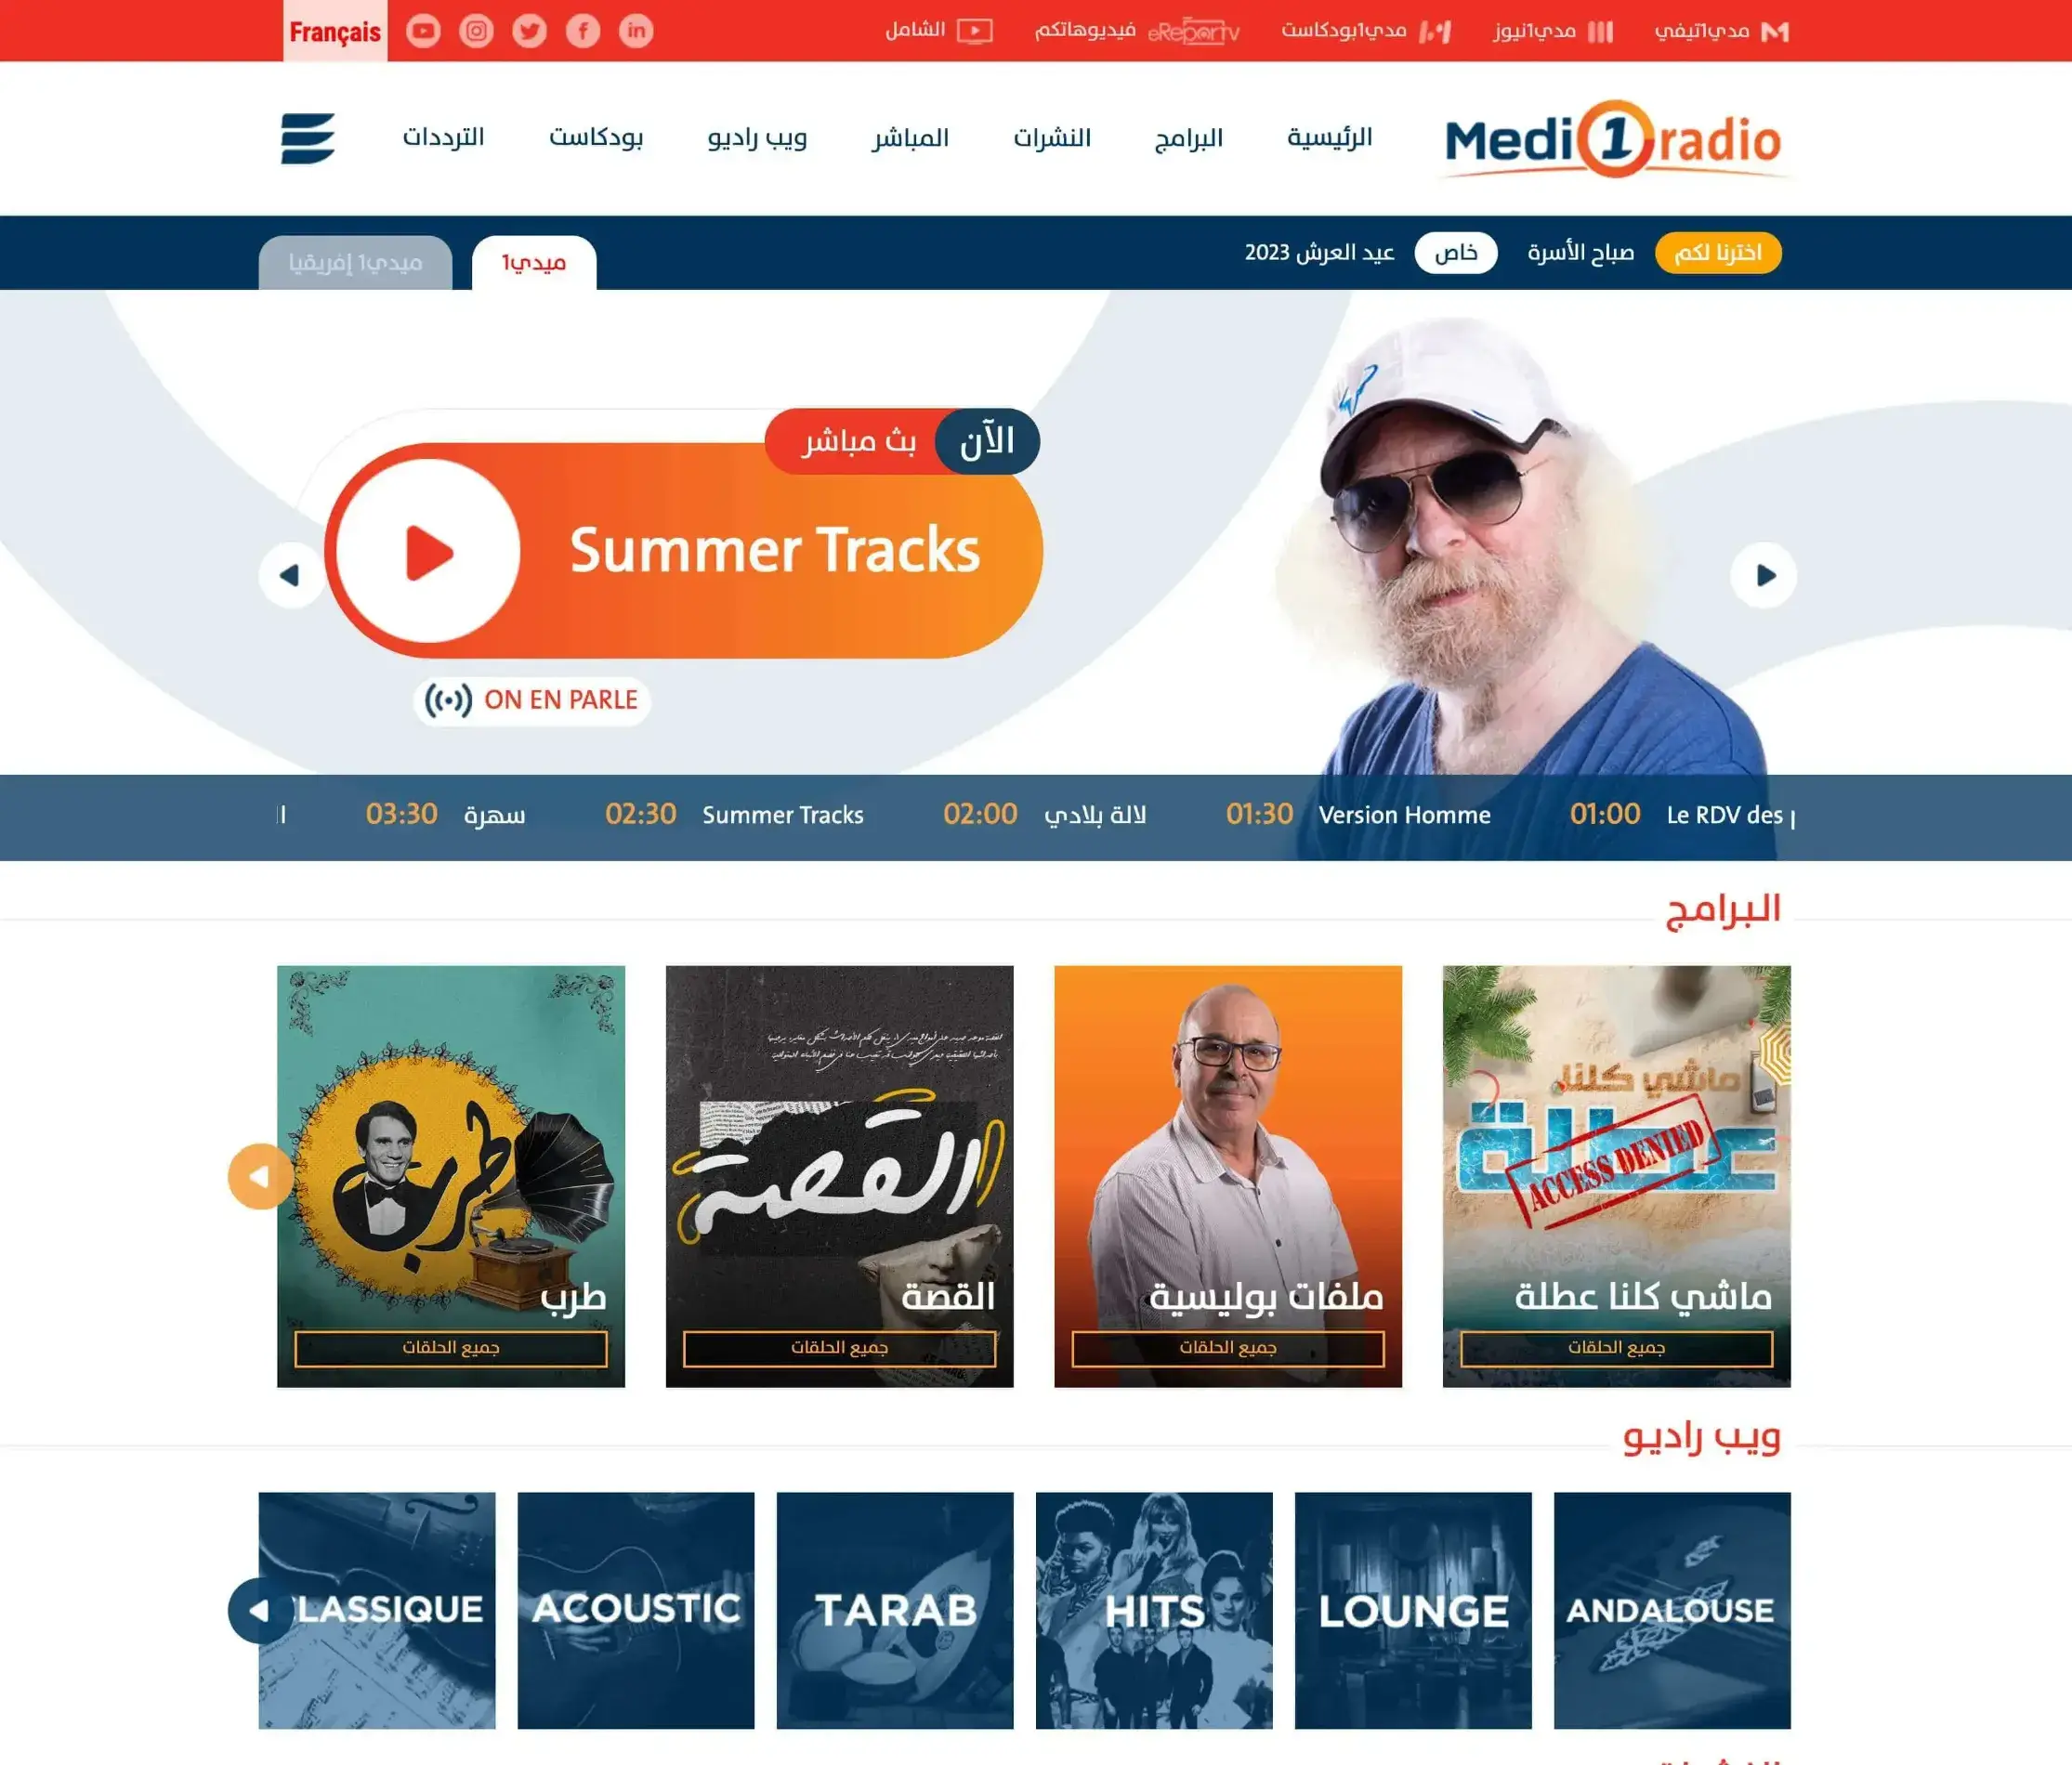 مدي1تيفي
مدي1نيوز
مدي1بودكاست
eReporTV فيديوهاتكم
الشامل
Français
Medi1radio
الرئيسية
البرامج
النشرات
المباشر
ويب راديو
بودكاست
الترددات
اخترنا لكم
صباح الأسرة
خاص
عيد العرش 2023
ميدي1
ميدي1 إفريقيا
الآن
بث مباشر
Summer Tracks
ON EN PARLE
Le RDV des
01:00
Version Homme
01:30
لالة بلادي
02:00
Summer Tracks
02:30
سهرة
03:30
البرامج
ماشي كلنا
عطلة
ACCESS DENIED
ماشي كلنا عطلة
جميع الحلقات
ملفات بوليسية
جميع الحلقات
القصة
القصة
جميع الحلقات
طرب
طرب
جميع الحلقات
ويب راديو
ANDALOUSE
LOUNGE
HITS
TARAB
ACOUSTIC
LASSIQUE